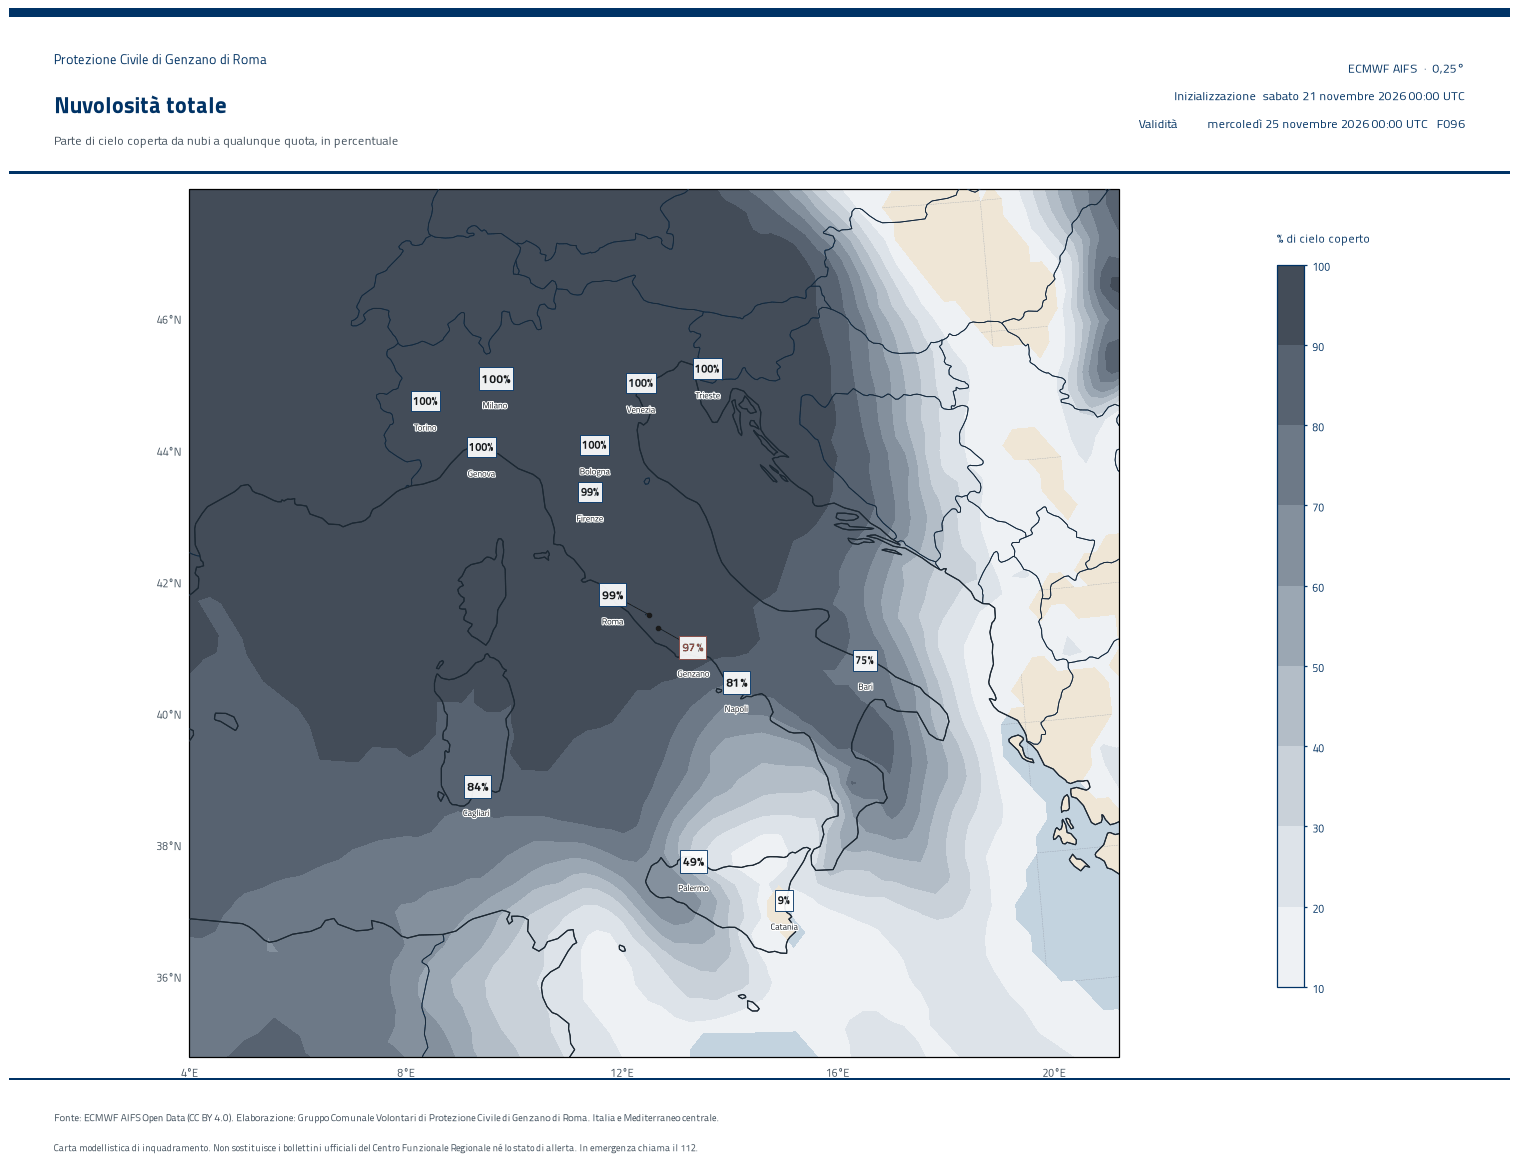 Protezione Civile di Genzano di Roma
Nuvolosità totale
Parte di cielo coperta da nubi a qualunque quota, in percentuale
ECMWF AIFS · 0,25°
Inizializzazione sabato 21 novembre 2026 00:00 UTC
Validità mercoledì 25 novembre 2026 00:00 UTC F096
% di cielo coperto
100
90
80
70
60
50
40
30
20
10
46°N
44°N
42°N
40°N
38°N
36°N
4°E
8°E
12°E
16°E
20°E
100%
Torino
100%
Milano
100%
Venezia
100%
Trieste
100%
Genova
100%
Bologna
99%
Firenze
99%
Roma
97%
Genzano
81%
Napoli
75%
Bari
84%
Cagliari
49%
Palermo
9%
Catania
Fonte: ECMWF AIFS Open Data (CC BY 4.0). Elaborazione: Gruppo Comunale Volontari di Protezione Civile di Genzano di Roma. Italia e Mediterraneo centrale.
Carta modellistica di inquadramento. Non sostituisce i bollettini ufficiali del Centro Funzionale Regionale né lo stato di allerta. In emergenza chiama il 112.